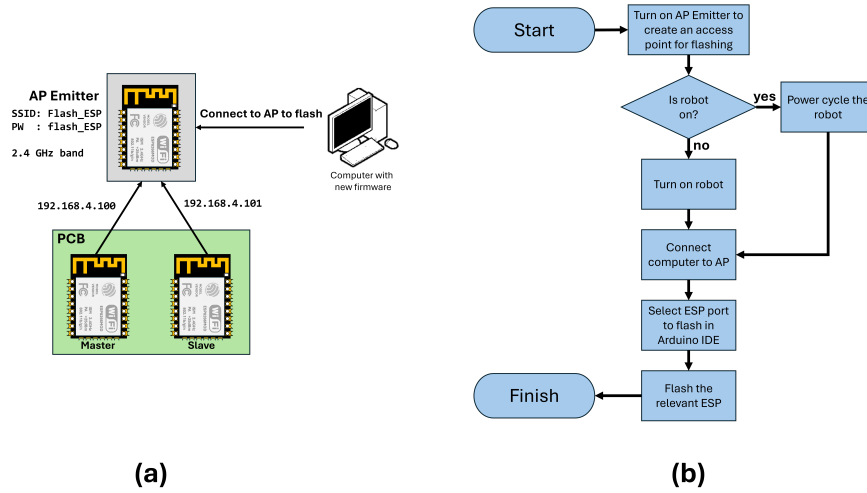 AP Emitter
SSID: Flash_ESP
PW  : flash_ESP
2.4 GHz band
Connect to AP to flash
Computer with
new firmware
192.168.4.100
192.168.4.101
PCB
Master
Slave
(a)
Start
Turn on AP Emitter to
create an access
point for flashing
Is robot
on?
yes
Power cycle the
robot
no
Turn on robot
Connect
computer to AP
Select ESP port
to flash in
Arduino IDE
Flash the
relevant ESP
Finish
(b)